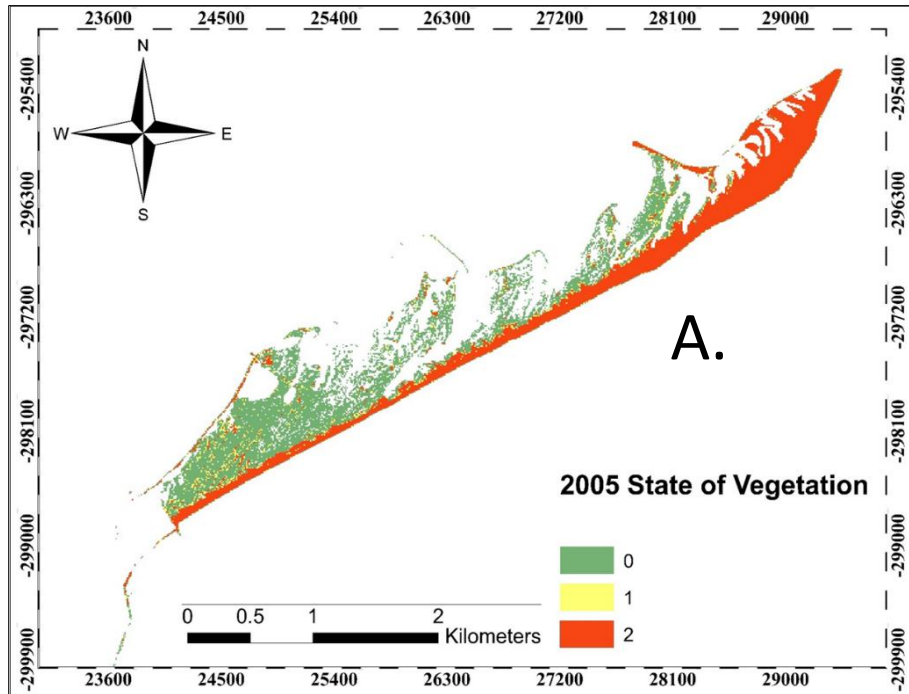 23600 24500 25400 26300 27200 28100 29000
N
W E
S
-295400 -295400
-296300 -296300
-297200 -297200
A.
-298100 -298100
2005 State of Vegetation
-299000 -299000
0
1
2
0 0.5 1 2
Kilometers
-299900 -299900
23600 24500 25400 26300 27200 28100 29000